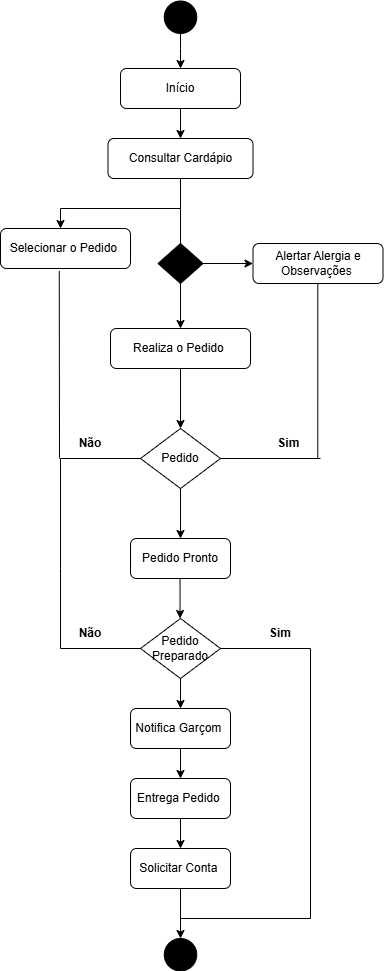 Início
Consultar Cardápio
Selecionar o Pedido
Alertar Alergia e
Observações
Realiza o Pedido
Não
Pedido
Sim
Pedido Pronto
Não
Pedido
Preparado
Sim
Notifica Garçom
Entrega Pedido
Solicitar Conta